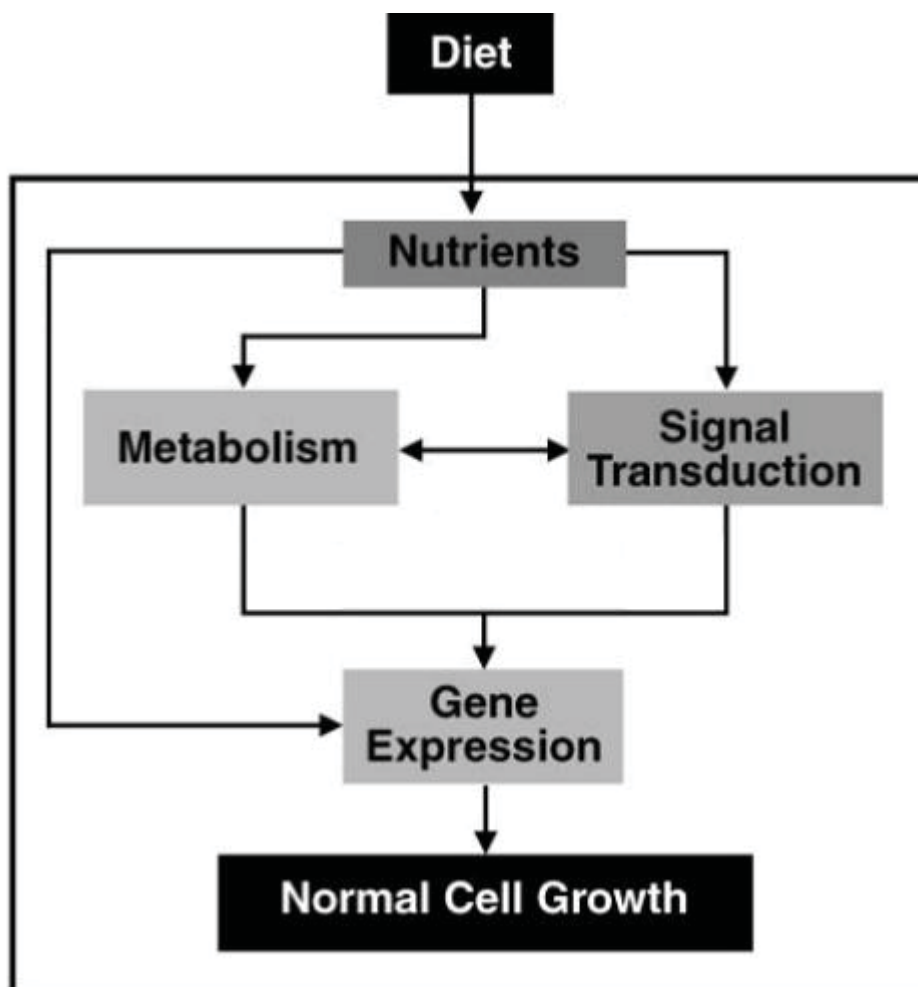 Diet
Nutrients
Metabolism
Signal
Transduction
Gene
Expression
Normal Cell Growth